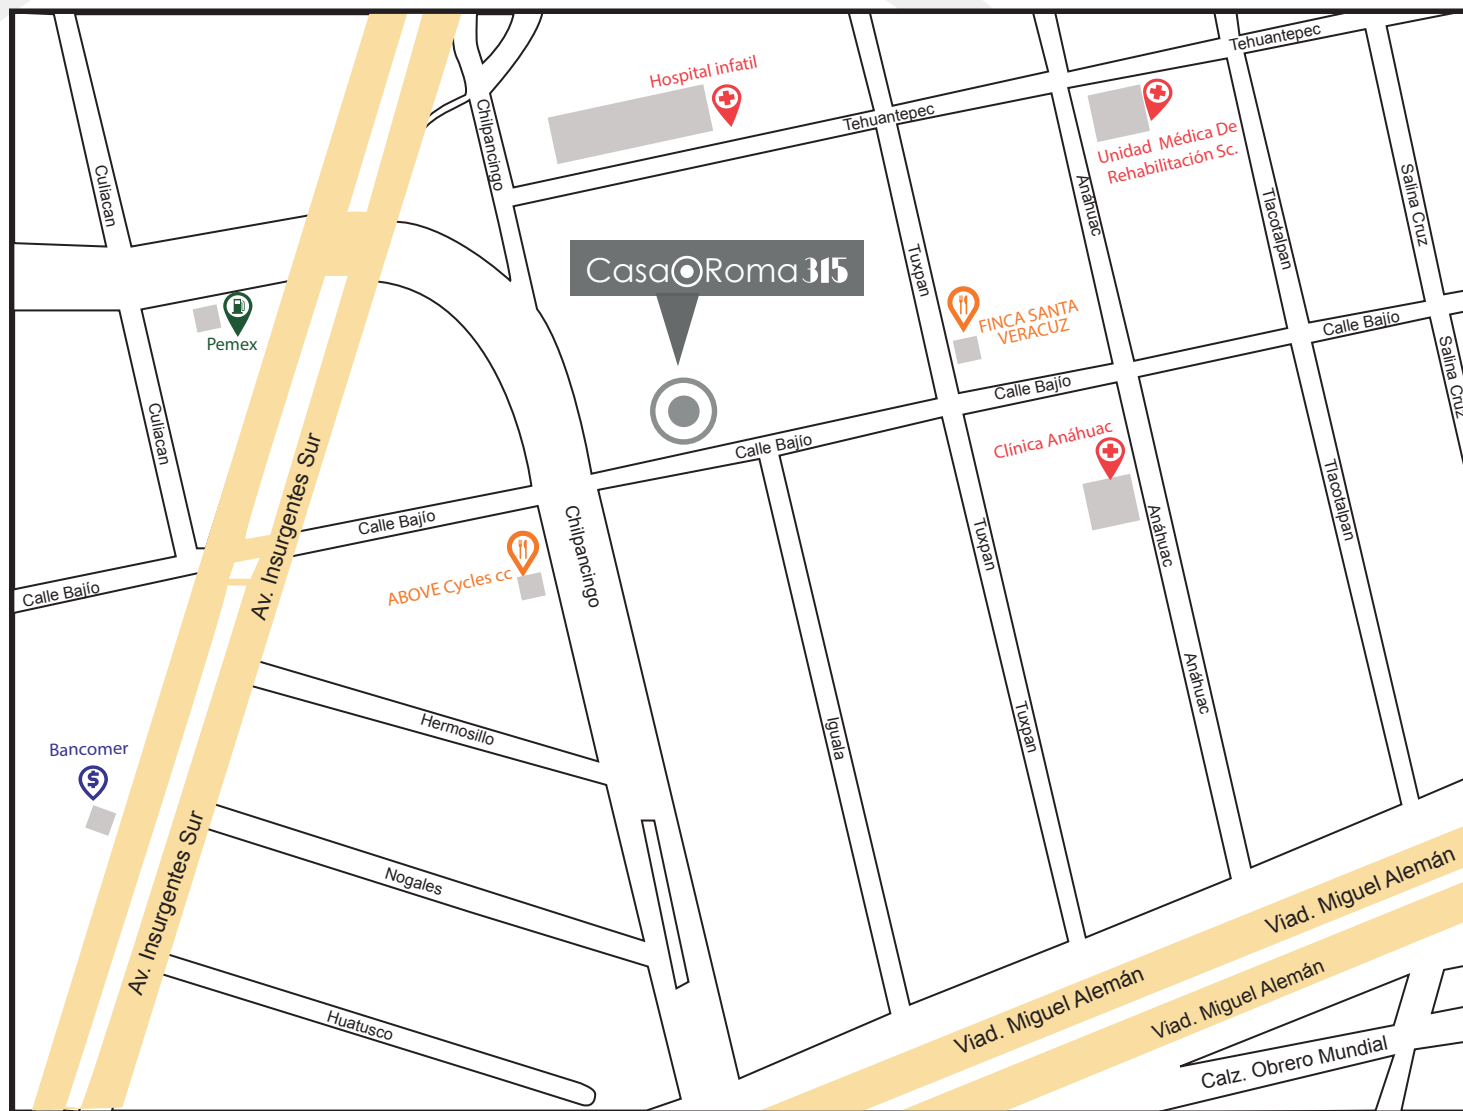 Tehuantepec
Hospital infatil
Chilpancingo
Tehuantepec
Unidad Médica De
Rehabilitación Sc.
Culiacan
Anáhuac
Salina Cruz
Tlacotalpan
Casa Roma 315
Tuxpan
FINCA SANTA
VERACUZ
Calle Bajío
Pemex
Salina Cruz
Calle Bajío
Culiacan
Calle Bajío
Clínica Anáhuac
Av. Insurgentes Sur
Calle Bajío
Tlacotalpan
Chilpancingo
Tuxpan
Anáhuac
ABOVE Cycles cc
Calle Bajío
Anáhuac
Hermosillo
Iguala
Tuxpan
Bancomer
Av. Insurgentes Sur
Nogales
Viad. Miguel Alemán
Viad. Miguel Alemán
Viad. Miguel Alemán
Huatusco
Calz. Obrero Mundial